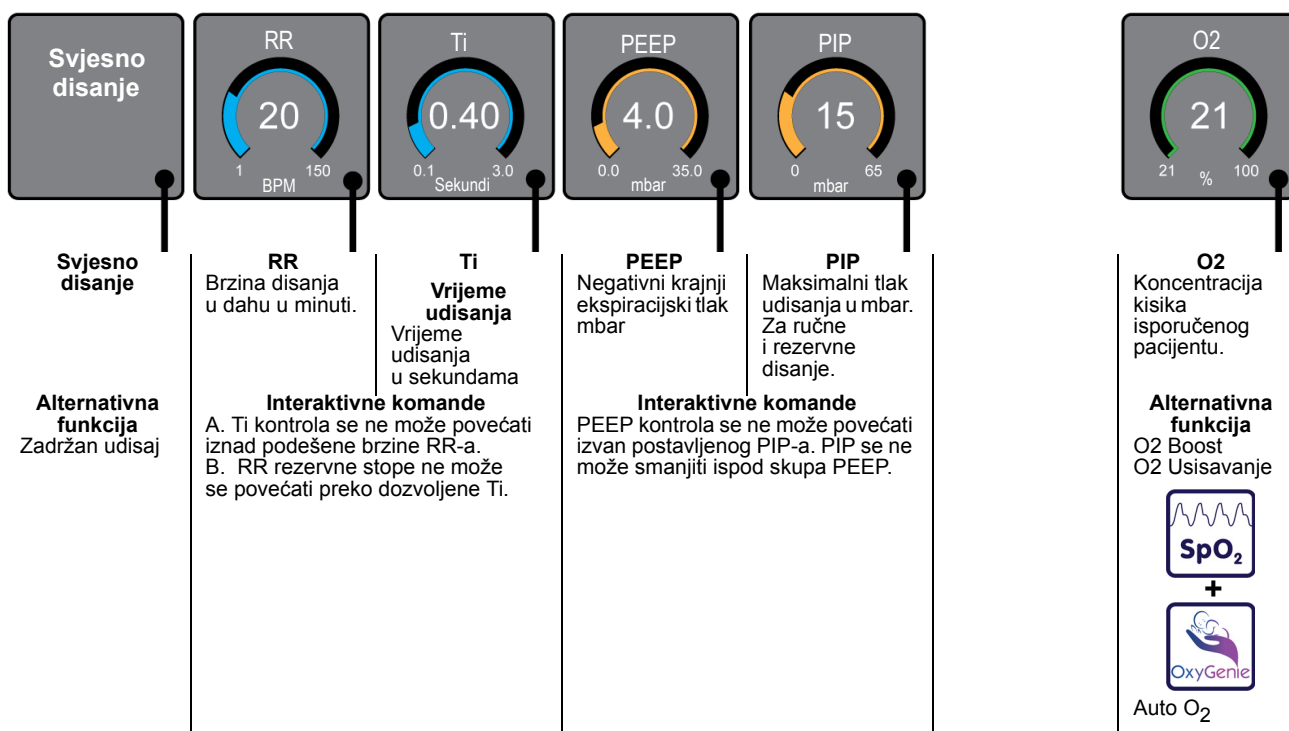 Svjesno
disanje
RR
20
1
150
BPM
Ti
0.40
0.1
3.0
Sekundi
PEEP
4.0
0.0
35.0
mbar
PIP
15
0
65
mbar
O2
21
21
100
%
Svjesno
disanje
RR
Brzina disanja
u dahu u minuti.
Ti
Vrijeme
udisanja
Vrijeme
udisanja
u sekundama
PEEP
Negativni krajnji
ekspiracijski tlak
mbar
PIP
Maksimalni tlak
udisanja u mbar.
Za ručne
i rezervne
disanje.
O2
Koncentracija
kisika
isporučenog
pacijentu.
Alternativna
funkcija
Zadržan udisaj
Interaktivne komande
A. Ti kontrola se ne može povećati
iznad podešene brzine RR-a.
B. RR rezervne stope ne može
se povećati preko dozvoljene Ti.
Interaktivne komande
PEEP kontrola se ne može povećati
izvan postavljenog PIP-a. PIP se ne
može smanjiti ispod skupa PEEP.
Alternativna
funkcija
O2 Boost
O2 Usisavanje
SpO2
+
OxyGenie
Auto O2